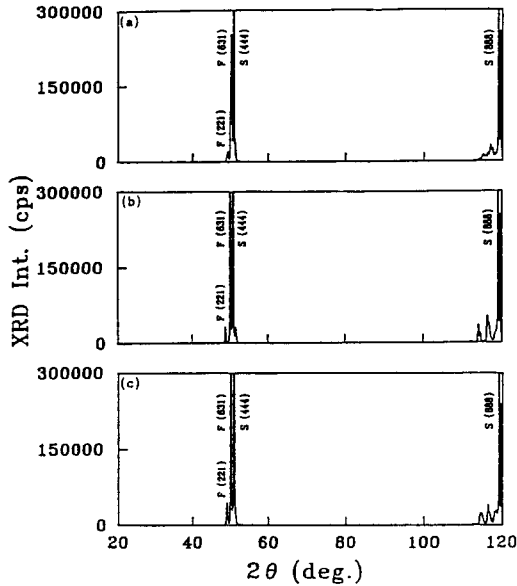 XRD Int. (cps)
300000
(a)
F (221)
F (631)
S (444)
S (888)
150000
0
300000
(b)
F (221)
F (631)
S (444)
S (888)
150000
0
300000
(c)
F (221)
F (631)
S (444)
S (888)
150000
0
20
40
60
80
100
120
2θ (deg.)